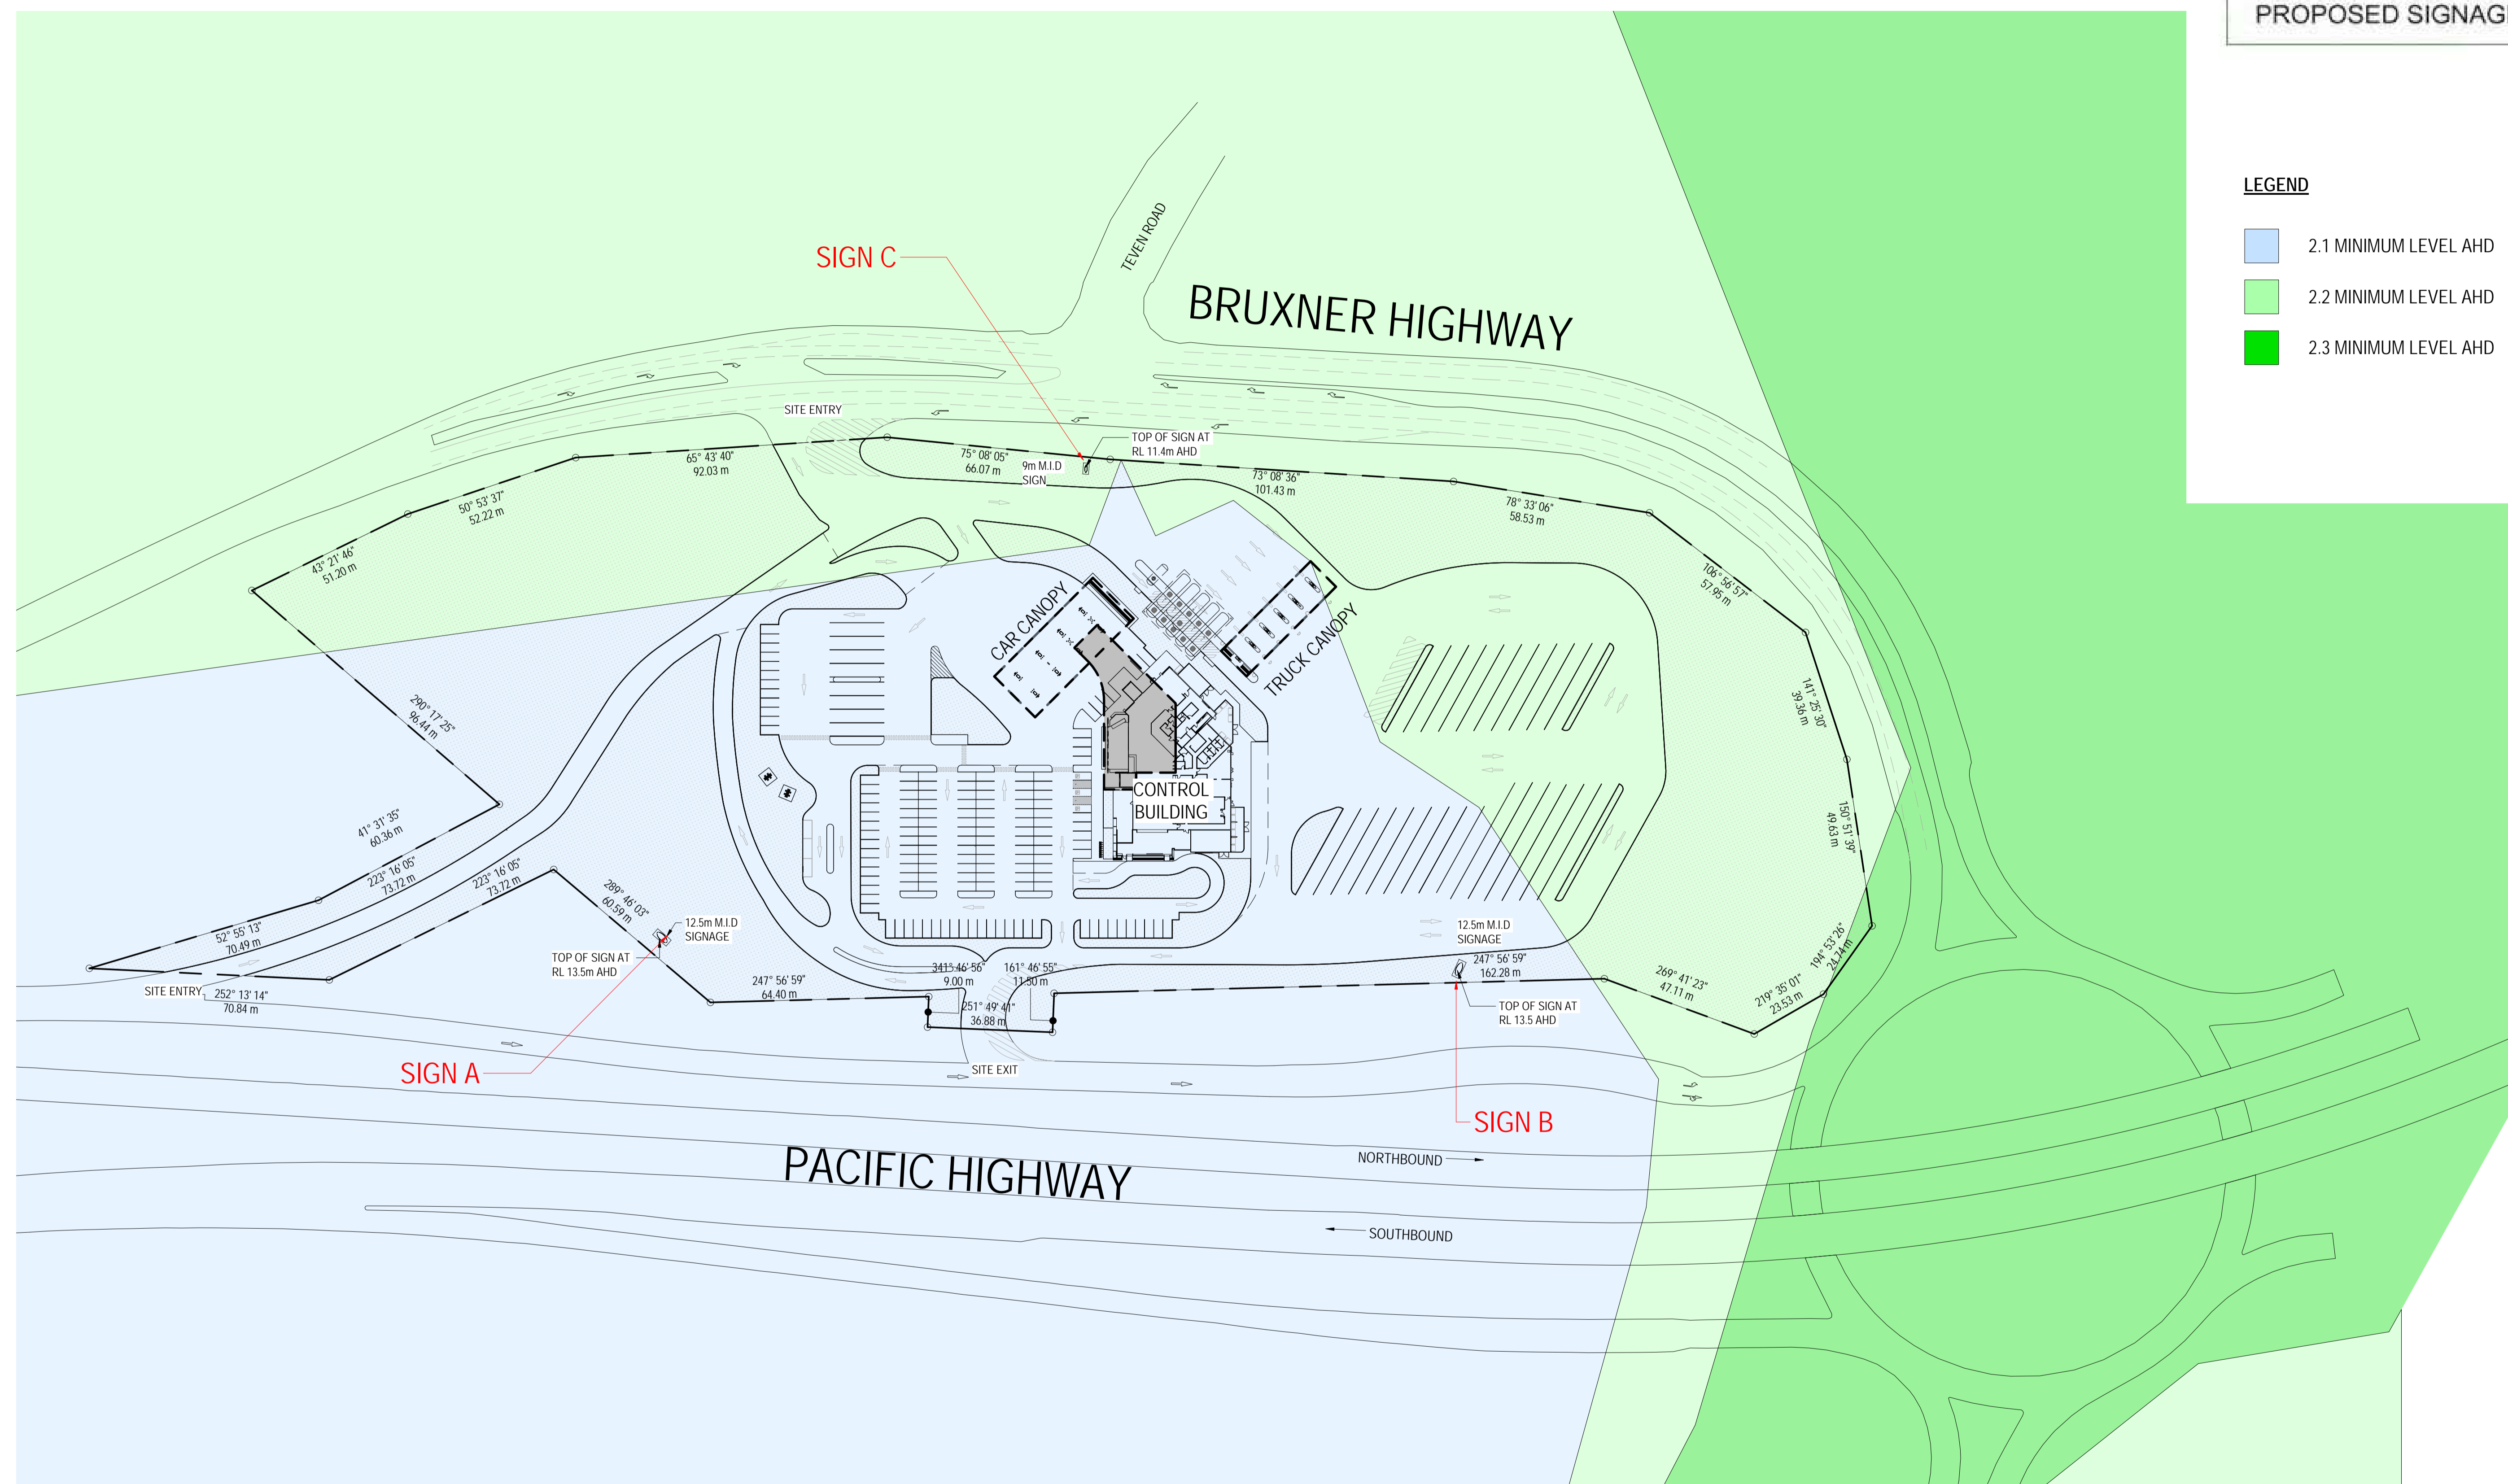 PROPOSED SIGNAGE
LEGEND
2.1 MINIMUM LEVEL AHD
2.2 MINIMUM LEVEL AHD
2.3 MINIMUM LEVEL AHD
TEVEN ROAD
SIGN C
BRUXNER HIGHWAY
SITE ENTRY
TOP OF SIGN AT
RL 11.4m AHD
65° 43' 40"
92.03 m
75° 08' 05"
66.07 m
9m M.I.D
SIGN
73° 08' 36"
101.43 m
50° 53' 37"
52.22 m
78° 33' 06"
58.53 m
43° 21' 46"
51.20 m
106° 56' 57"
57.95 m
CAR CANOPY
TRUCK CANOPY
290° 17' 25"
96.44 m
141° 25' 30"
39.36 m
CONTROL
BUILDING
41° 31' 35"
60.36 m
150° 51' 39"
49.63 m
223° 16' 05"
73.72 m
223° 16' 05"
73.72 m
289° 46' 03"
60.59 m
52° 55' 13"
70.49 m
12.5m M.I.D
SIGNAGE
12.5m M.I.D
SIGNAGE
TOP OF SIGN AT
RL 13.5m AHD
247° 56' 59"
162.28 m
194° 53' 26"
24.74 m
341° 46' 56"
9.00 m
161° 46' 55"
11.50 m
269° 41' 23"
47.11 m
219° 35' 01"
23.53 m
247° 56' 59"
64.40 m
SITE ENTRY
252° 13' 14"
70.84 m
251° 49' 41"
36.88 m
TOP OF SIGN AT
RL 13.5 AHD
SIGN A
SITE EXIT
SIGN B
PACIFIC HIGHWAY
NORTHBOUND
SOUTHBOUND